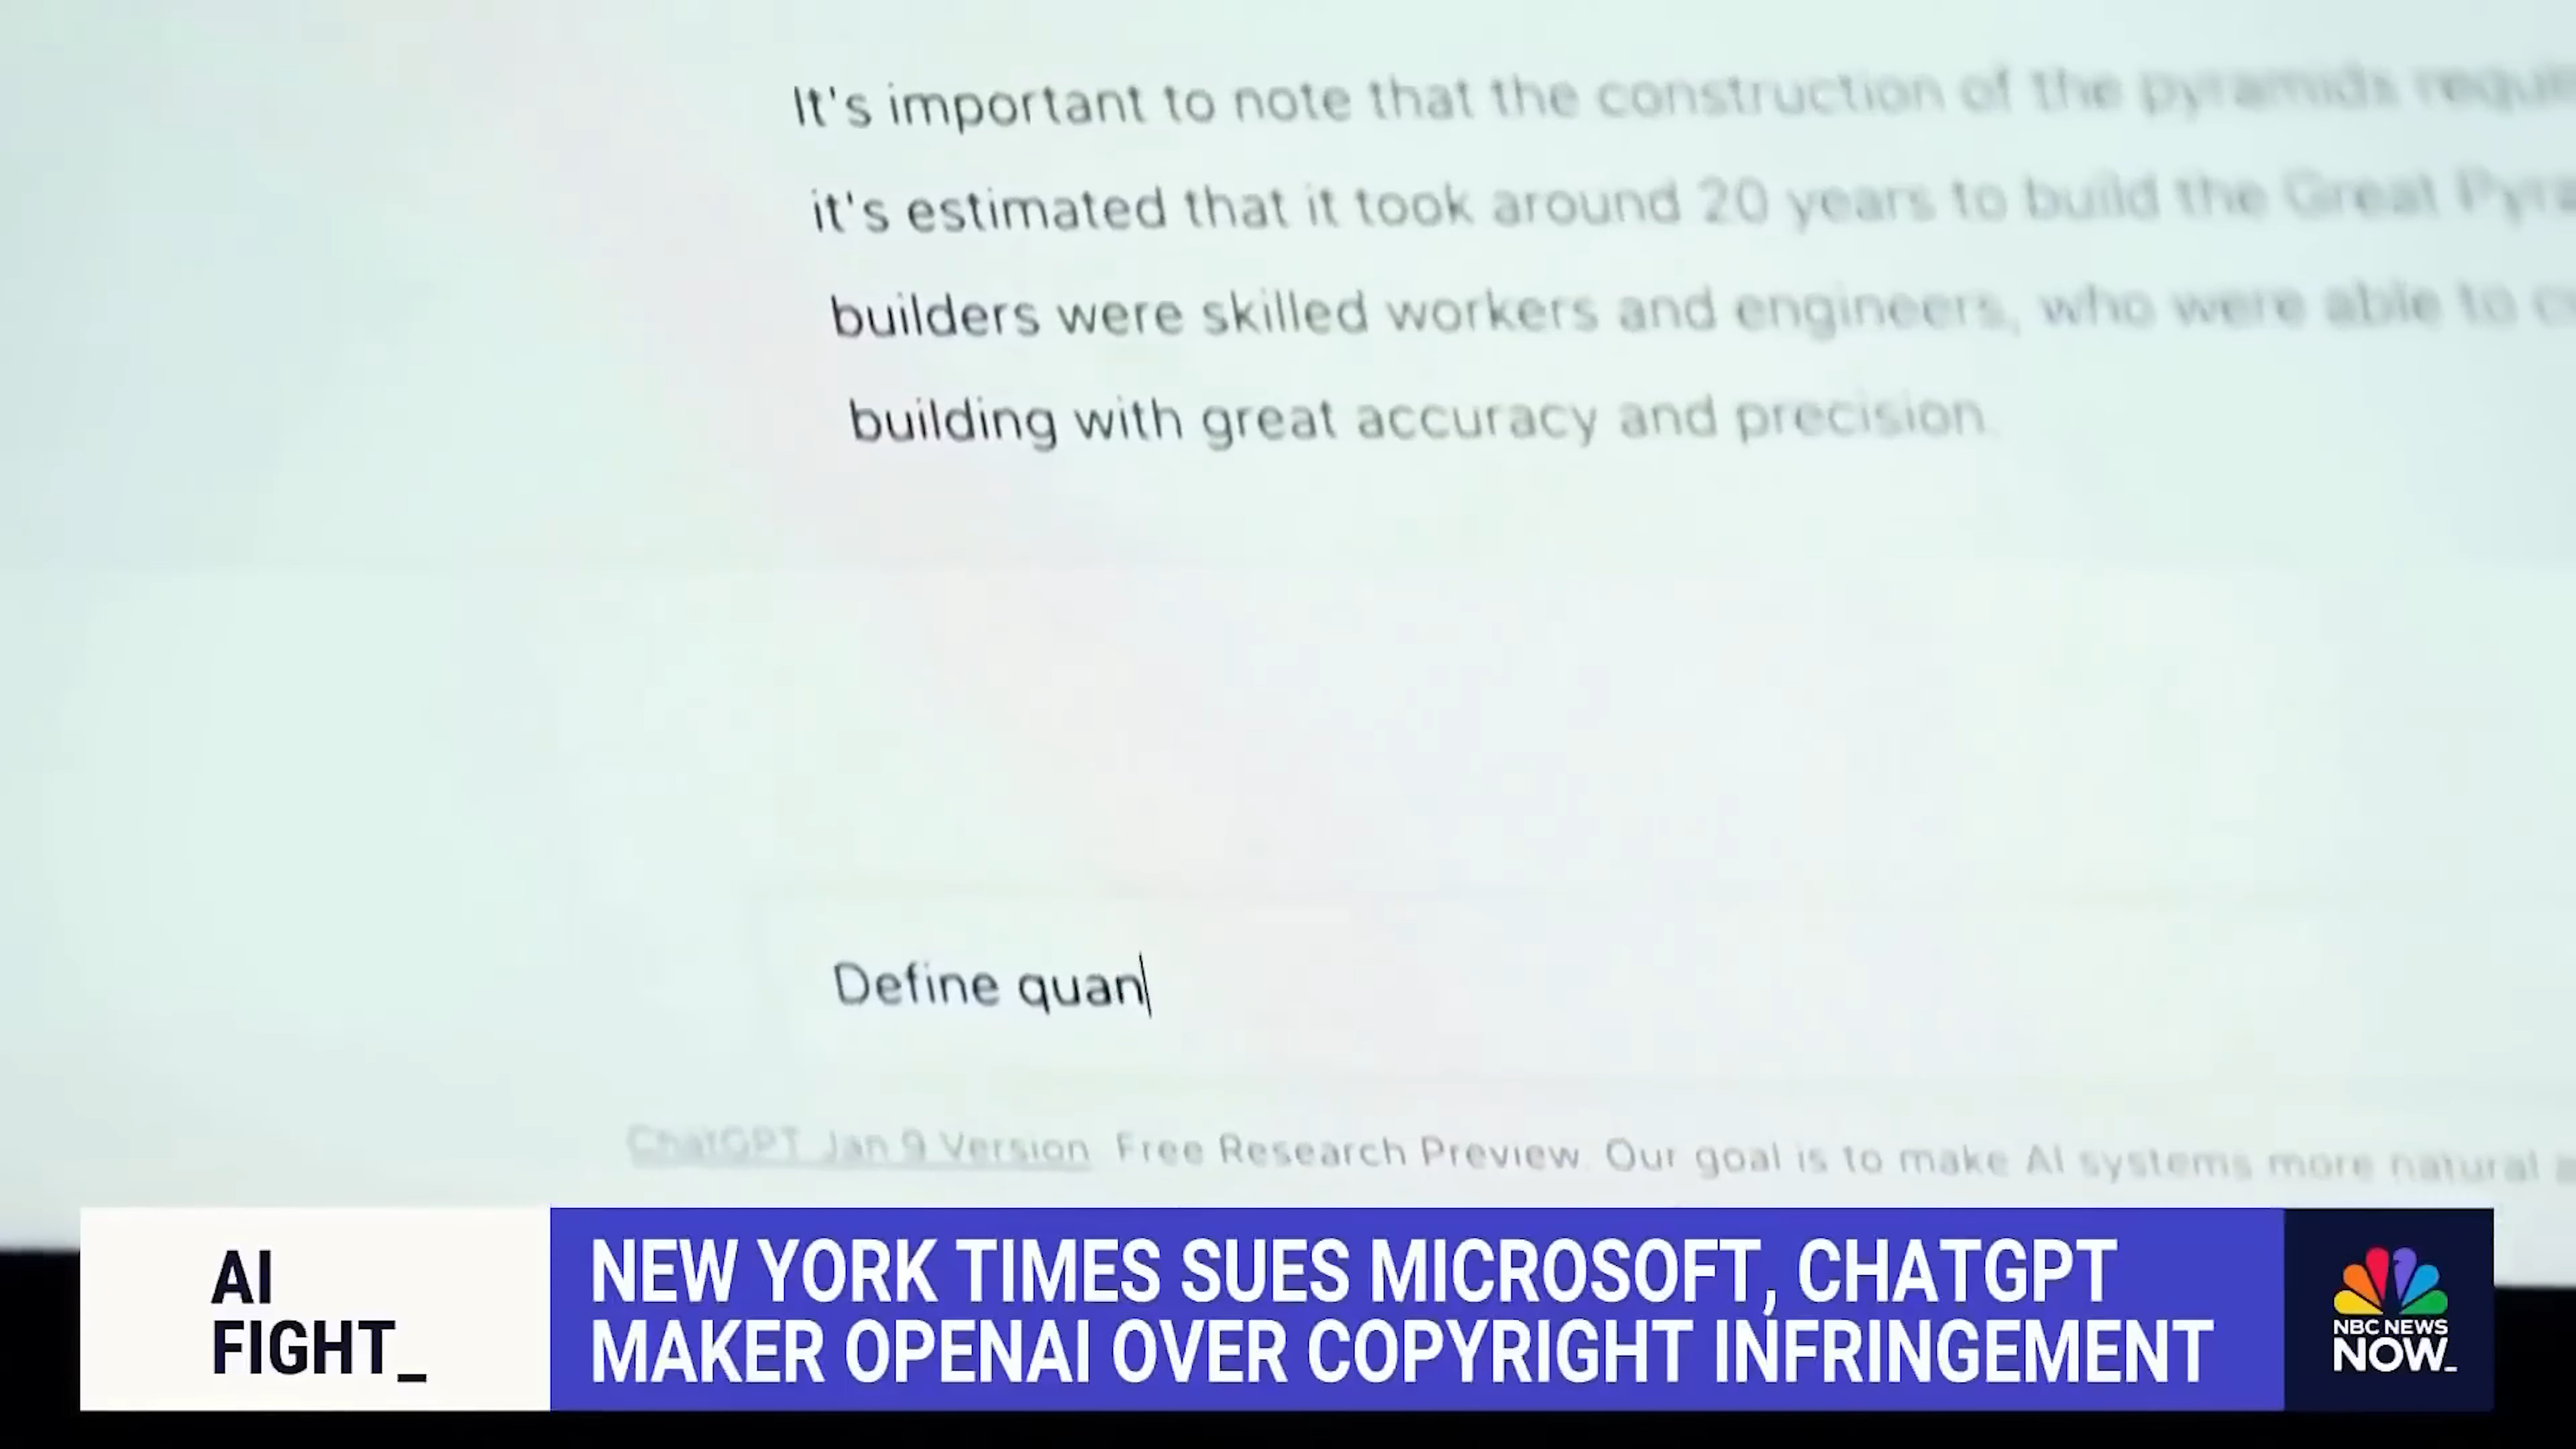 It's important to note that the construction of the pyramids
it's estimated that it took around 20 years to build the Great
builders were skilled workers and engineers, who were able to
building with great accuracy and precision.
Define quan
ChatGPT Jan 9 Version. Free Research Preview. Our goal is to make AI systems more natural
AI
FIGHT_
NEW YORK TIMES SUES MICROSOFT, CHATGPT
MAKER OPENAI OVER COPYRIGHT INFRINGEMENT
NBC NEWS
NOW_